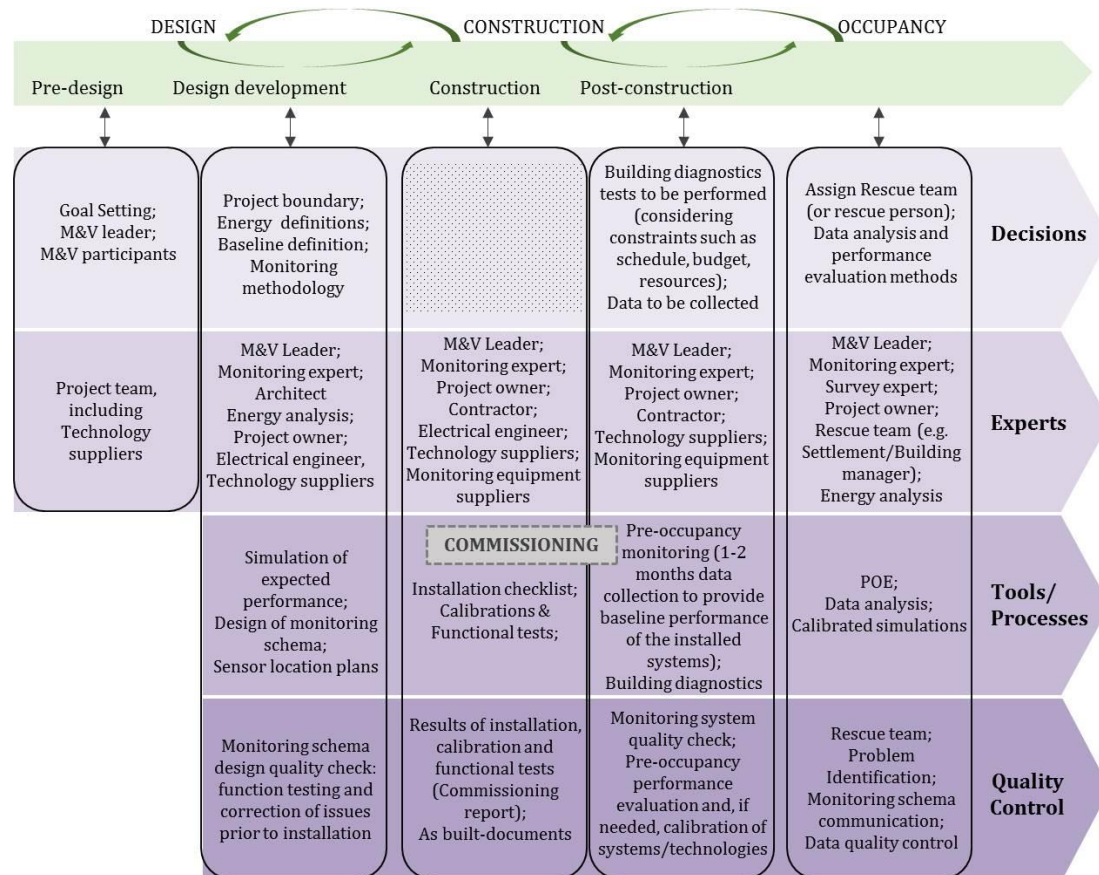 DESIGN
CONSTRUCTION
OCCUPANCY
Pre-design
Design development
Construction
Post-construction
Goal Setting;
M&V leader;
M&V participants
Project boundary;
Energy definitions;
Baseline definition;
Monitoring
methodology
Building diagnostics
tests to be performed
(considering
constraints such as
schedule, budget,
resources);
Data to be collected
Assign Rescue team
(or rescue person);
Data analysis and
performance
evaluation methods
Decisions
Project team,
including
Technology
suppliers
M&V Leader;
Monitoring expert;
Architect
Energy analysis;
Project owner;
Electrical engineer,
Technology suppliers
M&V Leader;
Monitoring expert;
Project owner;
Contractor;
Electrical engineer;
Technology suppliers;
Monitoring equipment
suppliers
M&V Leader;
Monitoring expert;
Project owner;
Contractor;
Technology suppliers;
Monitoring equipment
suppliers
M&V Leader;
Monitoring expert;
Survey expert;
Project owner;
Rescue team (e.g.
Settlement/Building
manager);
Energy analysis
Experts
COMMISSIONING
Simulation of
expected
performance;
Design of monitoring
schema;
Sensor location plans
Installation checklist;
Calibrations &
Functional tests;
Pre-occupancy
monitoring (1-2
months data
collection to provide
baseline performance
of the installed
systems);
Building diagnostics
POE;
Data analysis;
Calibrated simulations
Tools/
Processes
Monitoring schema
design quality check:
function testing and
correction of issues
prior to installation
Results of installation,
calibration and
functional tests
(Commissioning
report);
As built-documents
Monitoring system
quality check;
Pre-occupancy
performance
evaluation and, if
needed, calibration of
systems/technologies
Rescue team;
Problem
Identification;
Monitoring schema
communication;
Data quality control
Quality
Control